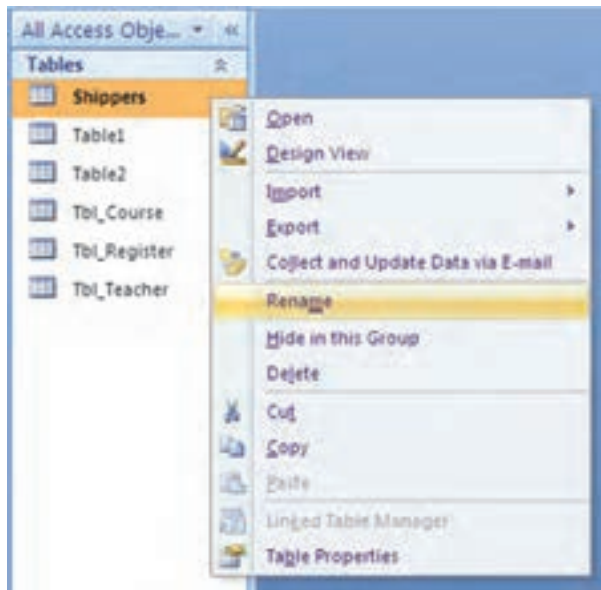 All Access Obje...
Tables
Shippers
Table1
Table2
Tbl_Course
Tbl_Register
Tbl_Teacher
Open
Design View
Import
Export
Collect and Update Data via E-mail
Rename
Hide in this Group
Delete
Cut
Copy
Paste
Linked Table Manager
Table Properties